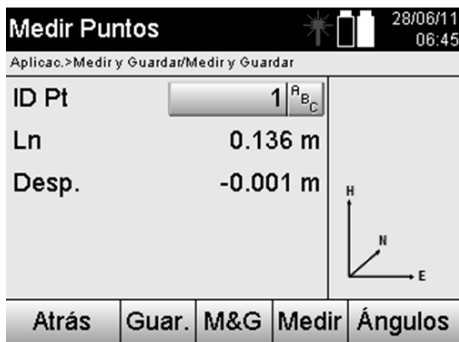 Medir Puntos 28/06/11
06:45
Aplicac.>Medir y Guardar/Medir y Guardar
ID Pt 1 ABC
Ln 0.136 m
Desp. -0.001 m
H
N
E
Atrás Guar. M&G Medir Ángulos